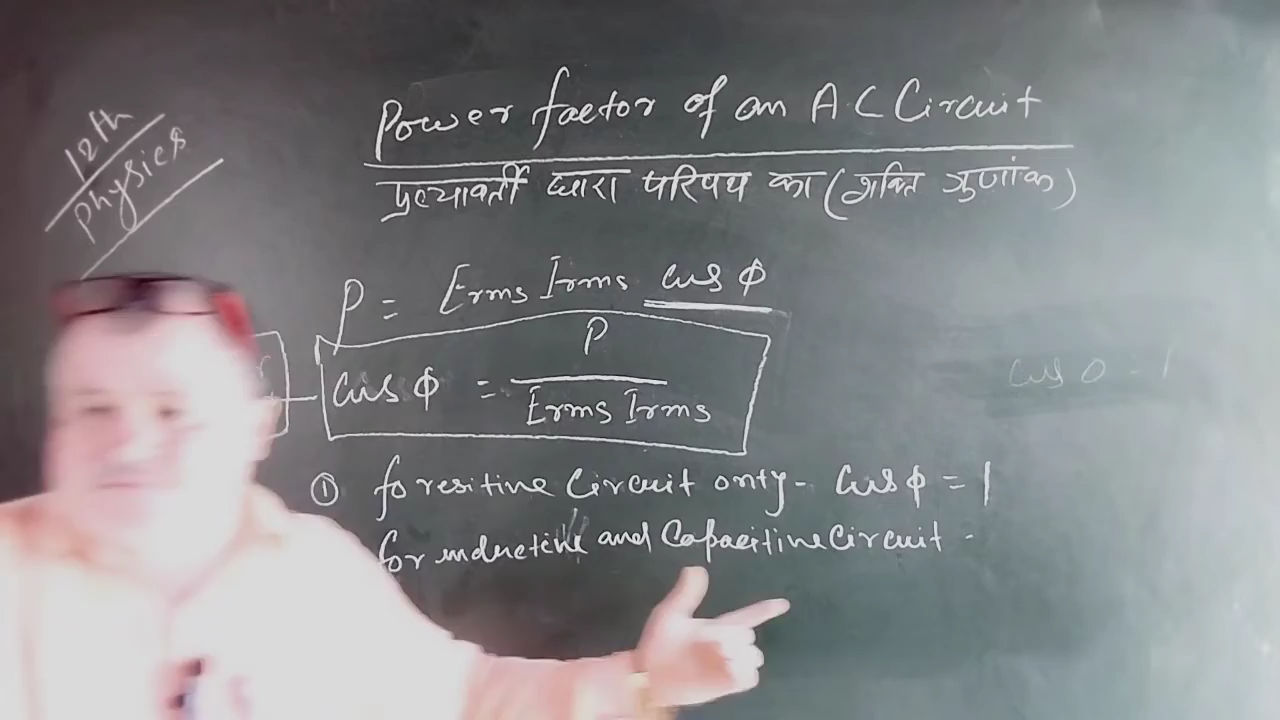 12th
Physics
Power factor of an AC Circuit
प्रत्यावर्ती धारा परिपथ का (शक्ति गुणांक)
P = Erms Irms cos ϕ
cos ϕ = P / Erms Irms
cos 0 = 1
① for resitive Circuit only - cos ϕ = 1
for inductive and Capacitive Circuit -